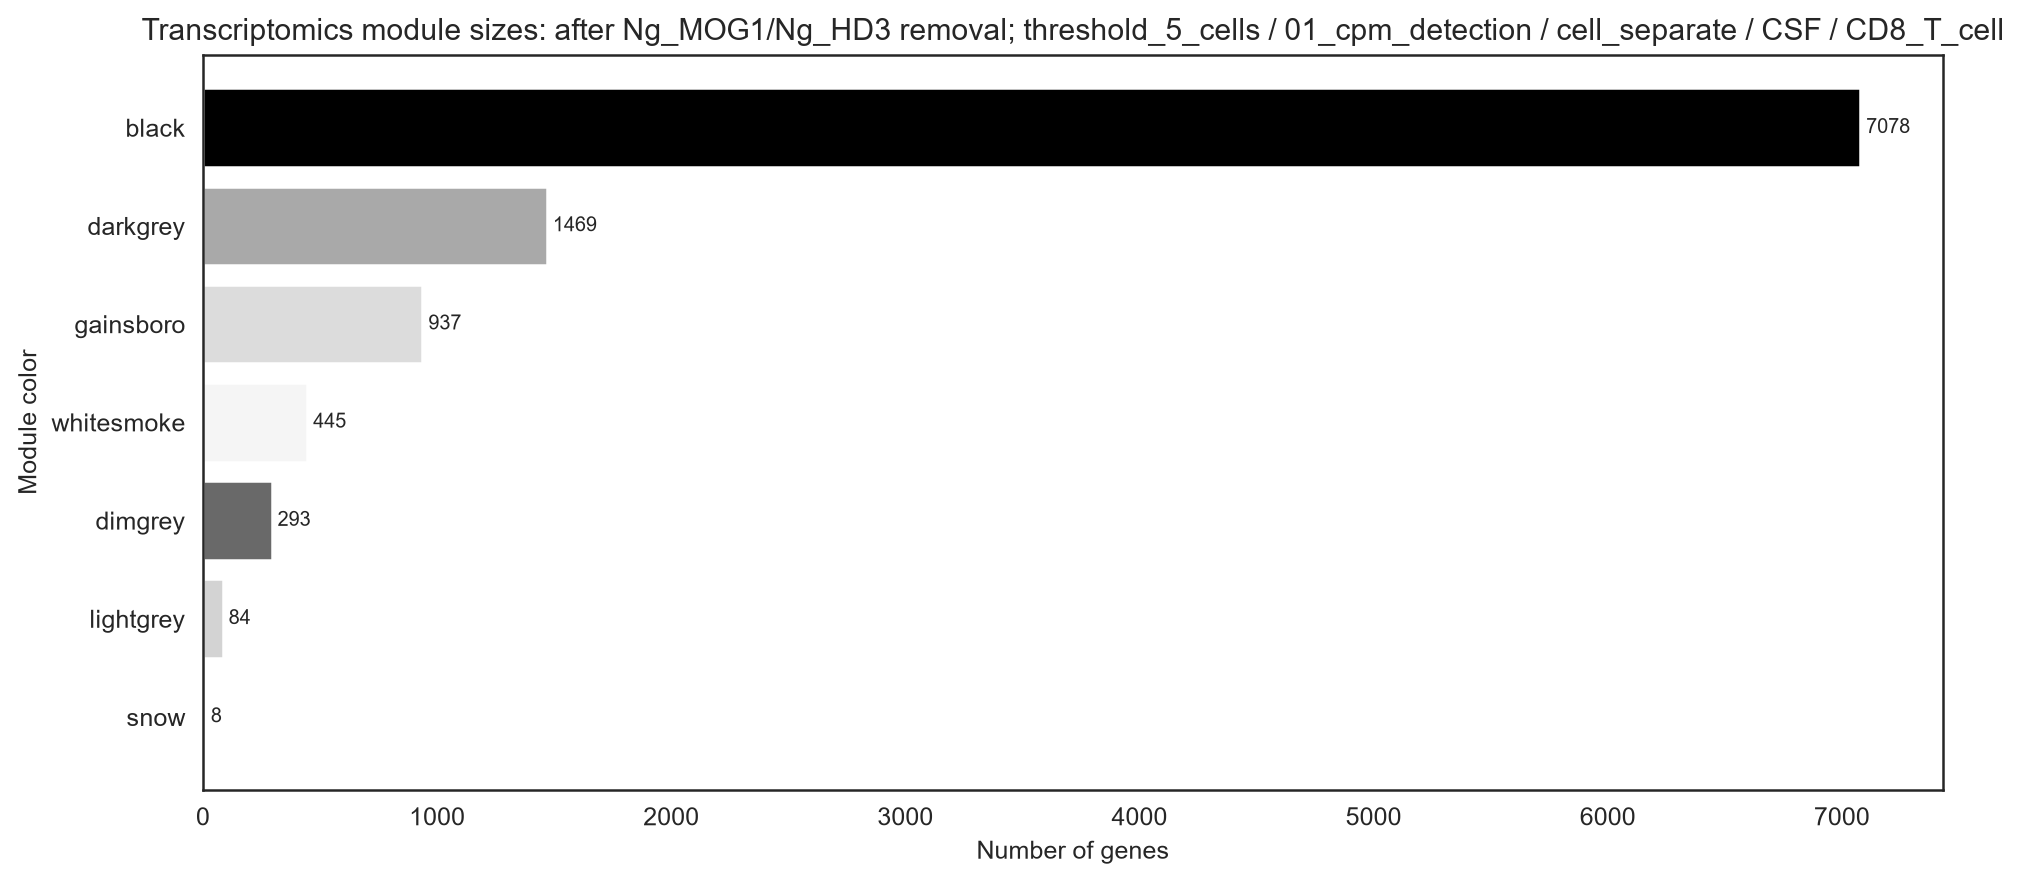 Transcriptomics module sizes: after Ng_MOG1/Ng_HD3 removal; threshold_5_cells / 01_cpm_detection / cell_separate / CSF / CD8_T_cell
black
7078
darkgrey
1469
gainsboro
937
whitesmoke
445
dimgrey
293
lightgrey
84
snow
8
Module color
0 1000 2000 3000 4000 5000 6000 7000
Number of genes